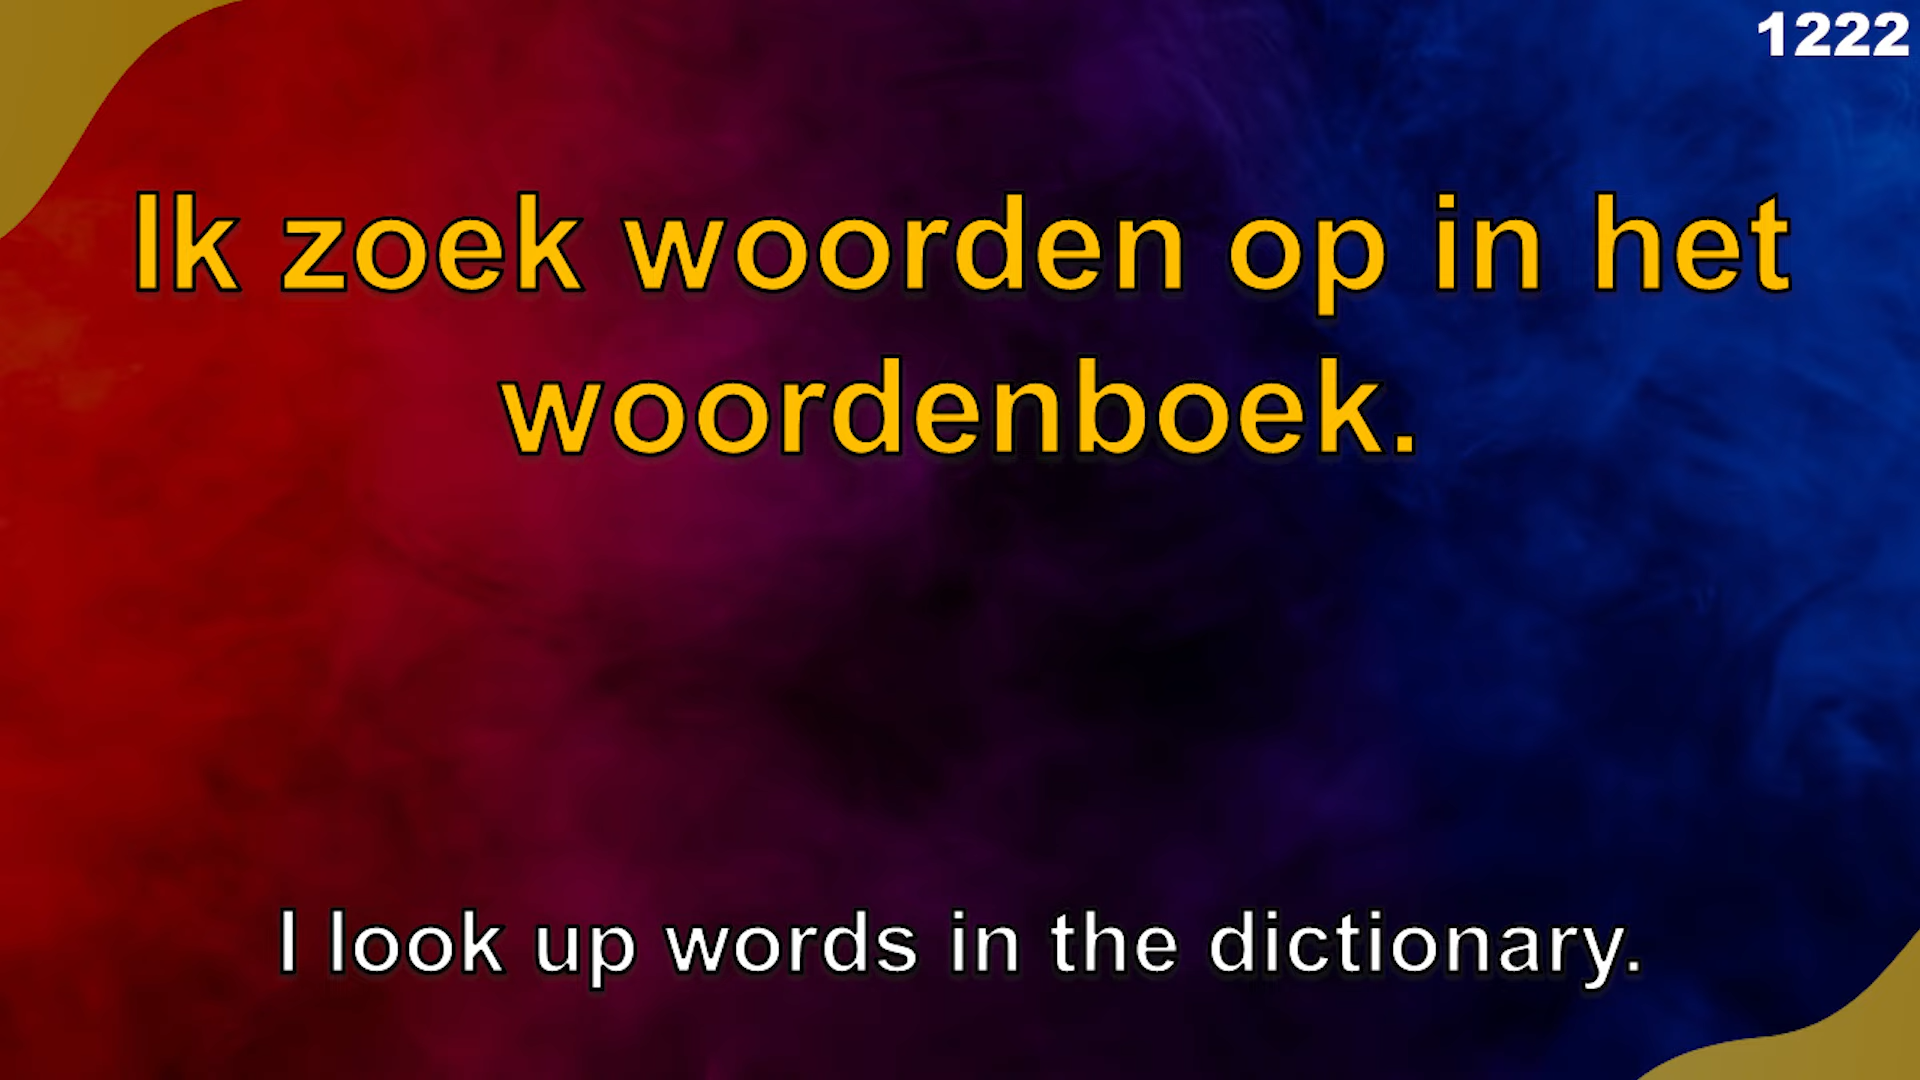 1222
Ik zoek woorden op in het
woordenboek.
I look up words in the dictionary.